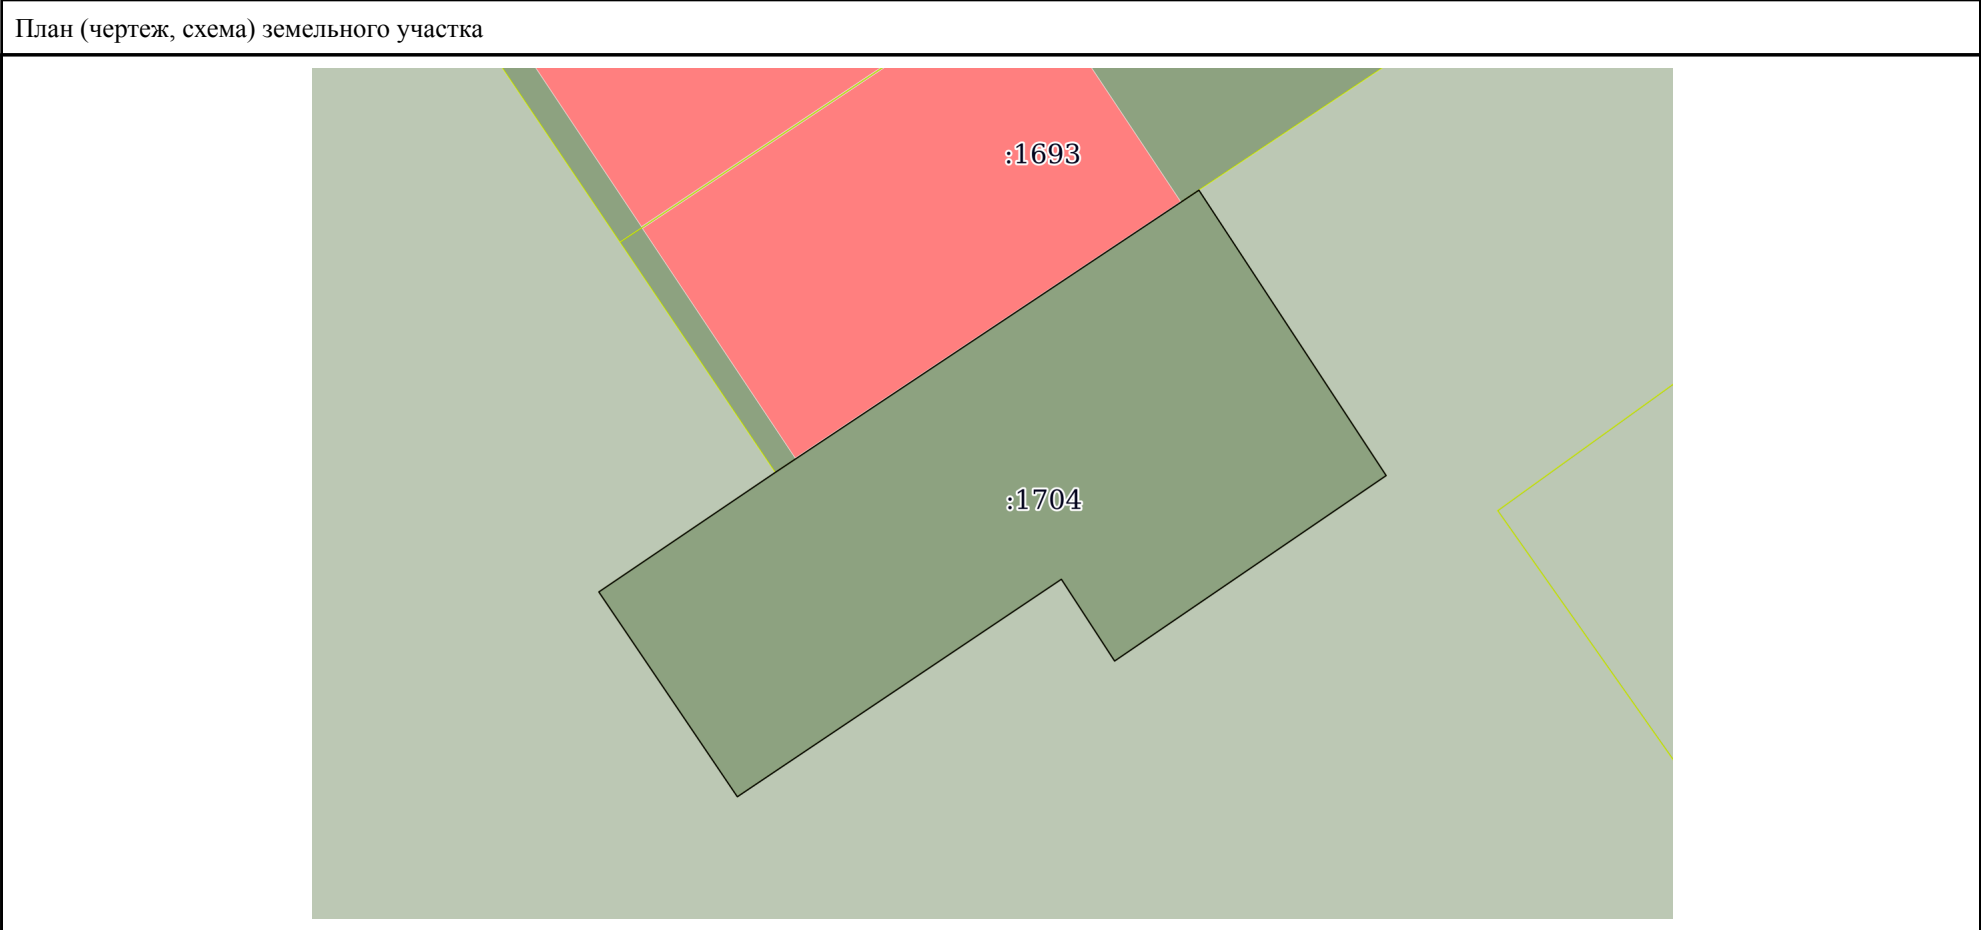 План (чертеж, схема) земельного участка
:1693
:1704